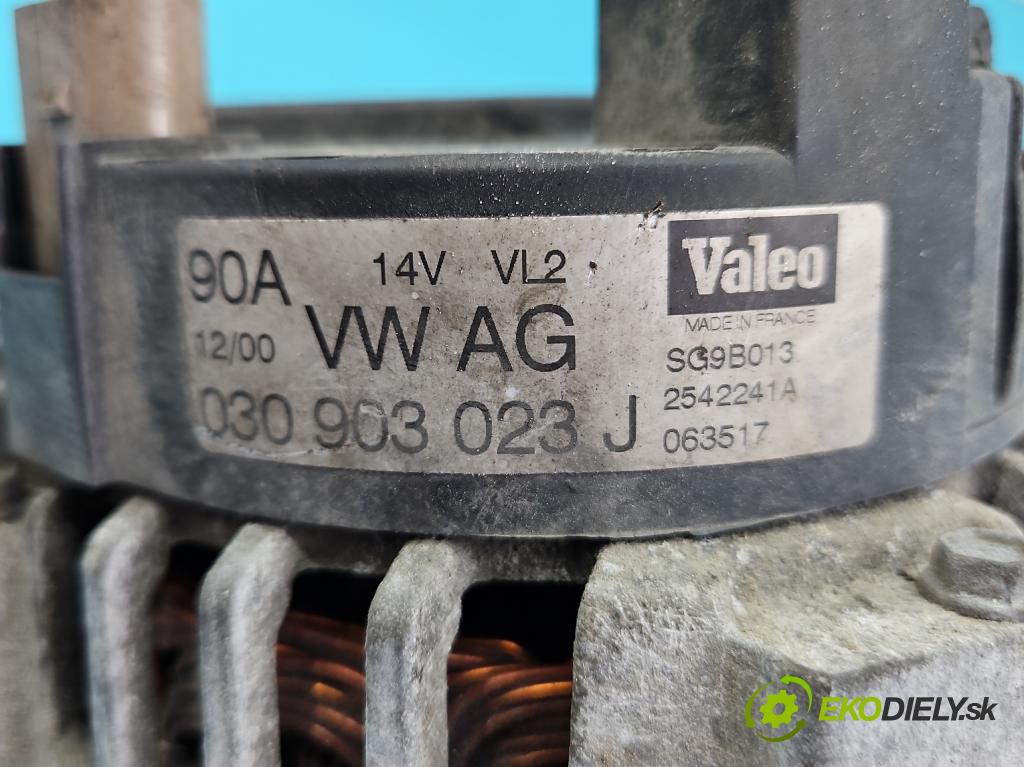 90A 14V VL2
12/00 VW AG
030 903 023 J
Valeo
MADE IN FRANCE
SG9B013
2542241A
063517
EKODIELY.sk